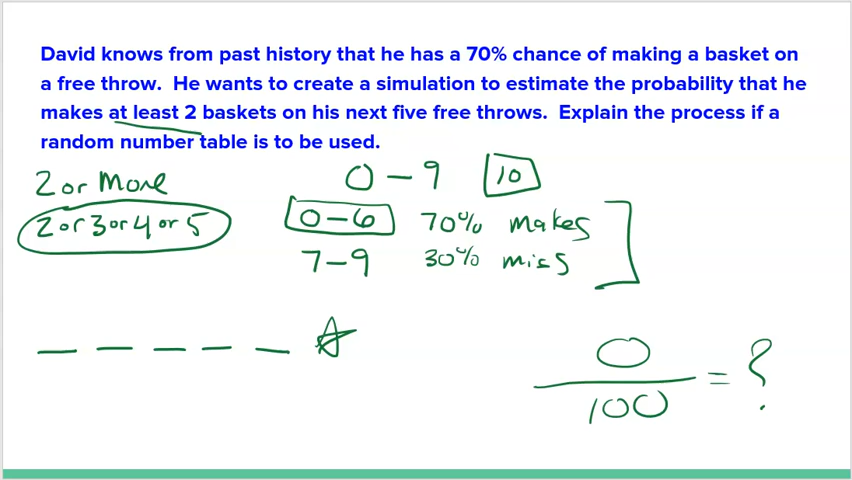 David knows from past history that he has a 70% chance of making a basket on
a free throw. He wants to create a simulation to estimate the probability that he
makes at least 2 baskets on his next five free throws. Explain the process if a
random number table is to be used.
2 or more
2 or 3 or 4 or 5
0 – 9 10
0 – 6 70% makes
7 – 9 30% miss
0
100
= ?